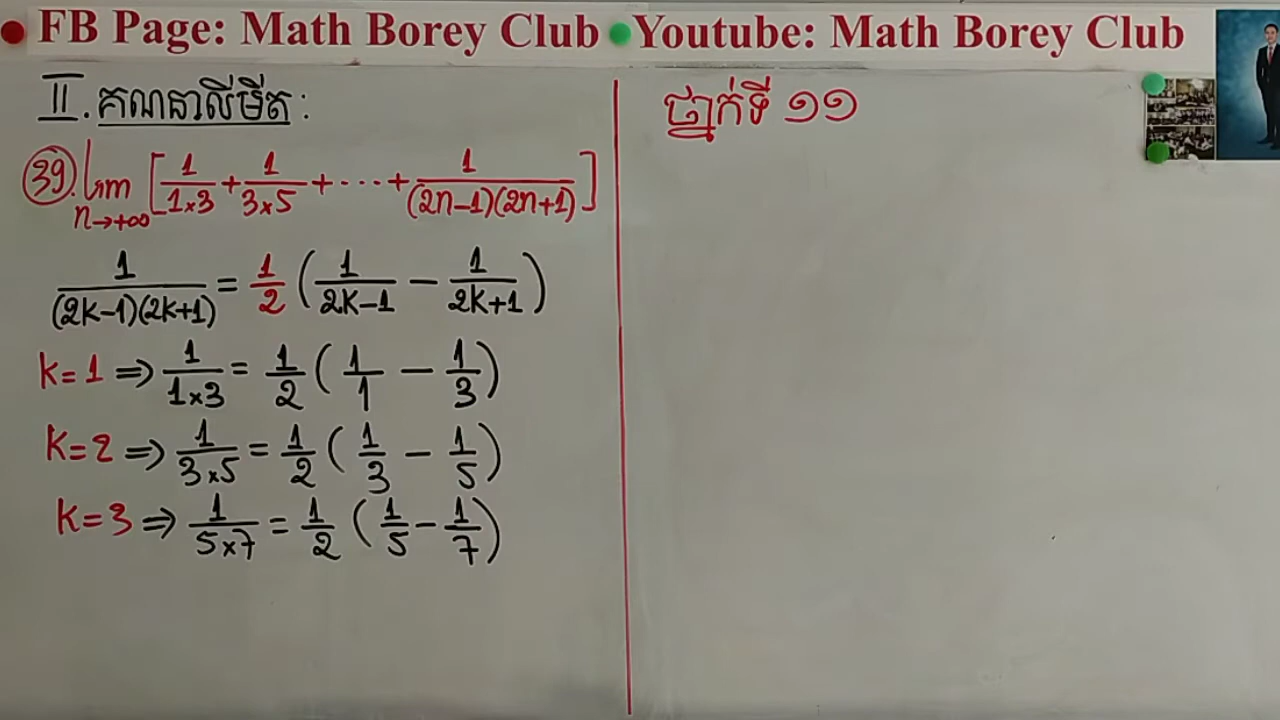 FB Page: Math Borey Club Youtube: Math Borey Club
II. គណនាលីមីត :
39. lim n→+∞ [1/(1×3) + 1/(3×5) + ... + 1/((2n-1)(2n+1))]
1/((2k-1)(2k+1)) = 1/2 (1/(2k-1) - 1/(2k+1))
k=1 ⇒ 1/(1×3) = 1/2 (1/1 - 1/3)
k=2 ⇒ 1/(3×5) = 1/2 (1/3 - 1/5)
k=3 ⇒ 1/(5×7) = 1/2 (1/5 - 1/7)
ថ្នាក់ទី ១១